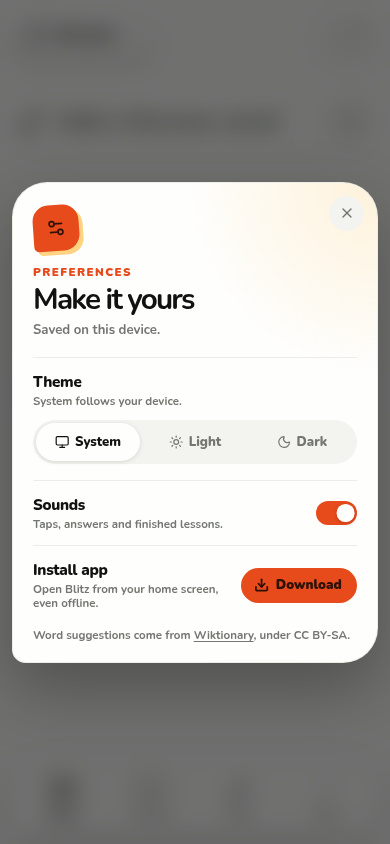 PREFERENCES
Make it yours
Saved on this device.
Theme
System follows your device.
System
Light
Dark
Sounds
Taps, answers and finished lessons.
Install app
Open Blitz from your home screen,
even offline.
Download
Word suggestions come from Wiktionary, under CC BY-SA.